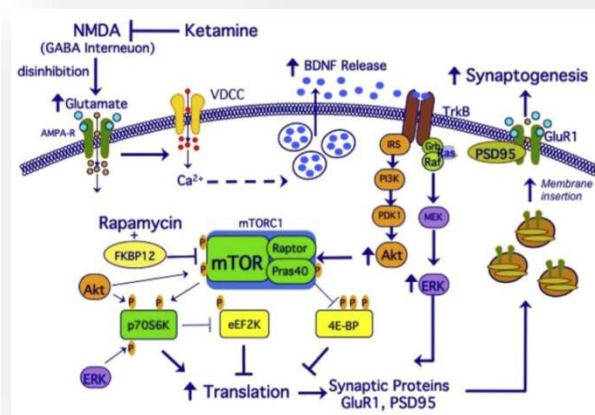 NMDA
Ketamine
(GABA Interneuon)
disinhibition
Glutamate
AMPA-R
VDCC
Ca²⁺
BDNF Release
TrkB
Synaptogenesis
GluR1
PSD95
IRS
PI3K
PDK1
Akt
Grb
Ras
Raf
MEK
ERK
Membrane
insertion
Rapamycin
+
FKBP12
mTORC1
mTOR
Raptor
Pras40
P
P
P
Akt
P
P
P
P
P
P
p70S6K
eEF2K
4E-BP
P
ERK
Translation
Synaptic Proteins
GluR1, PSD95